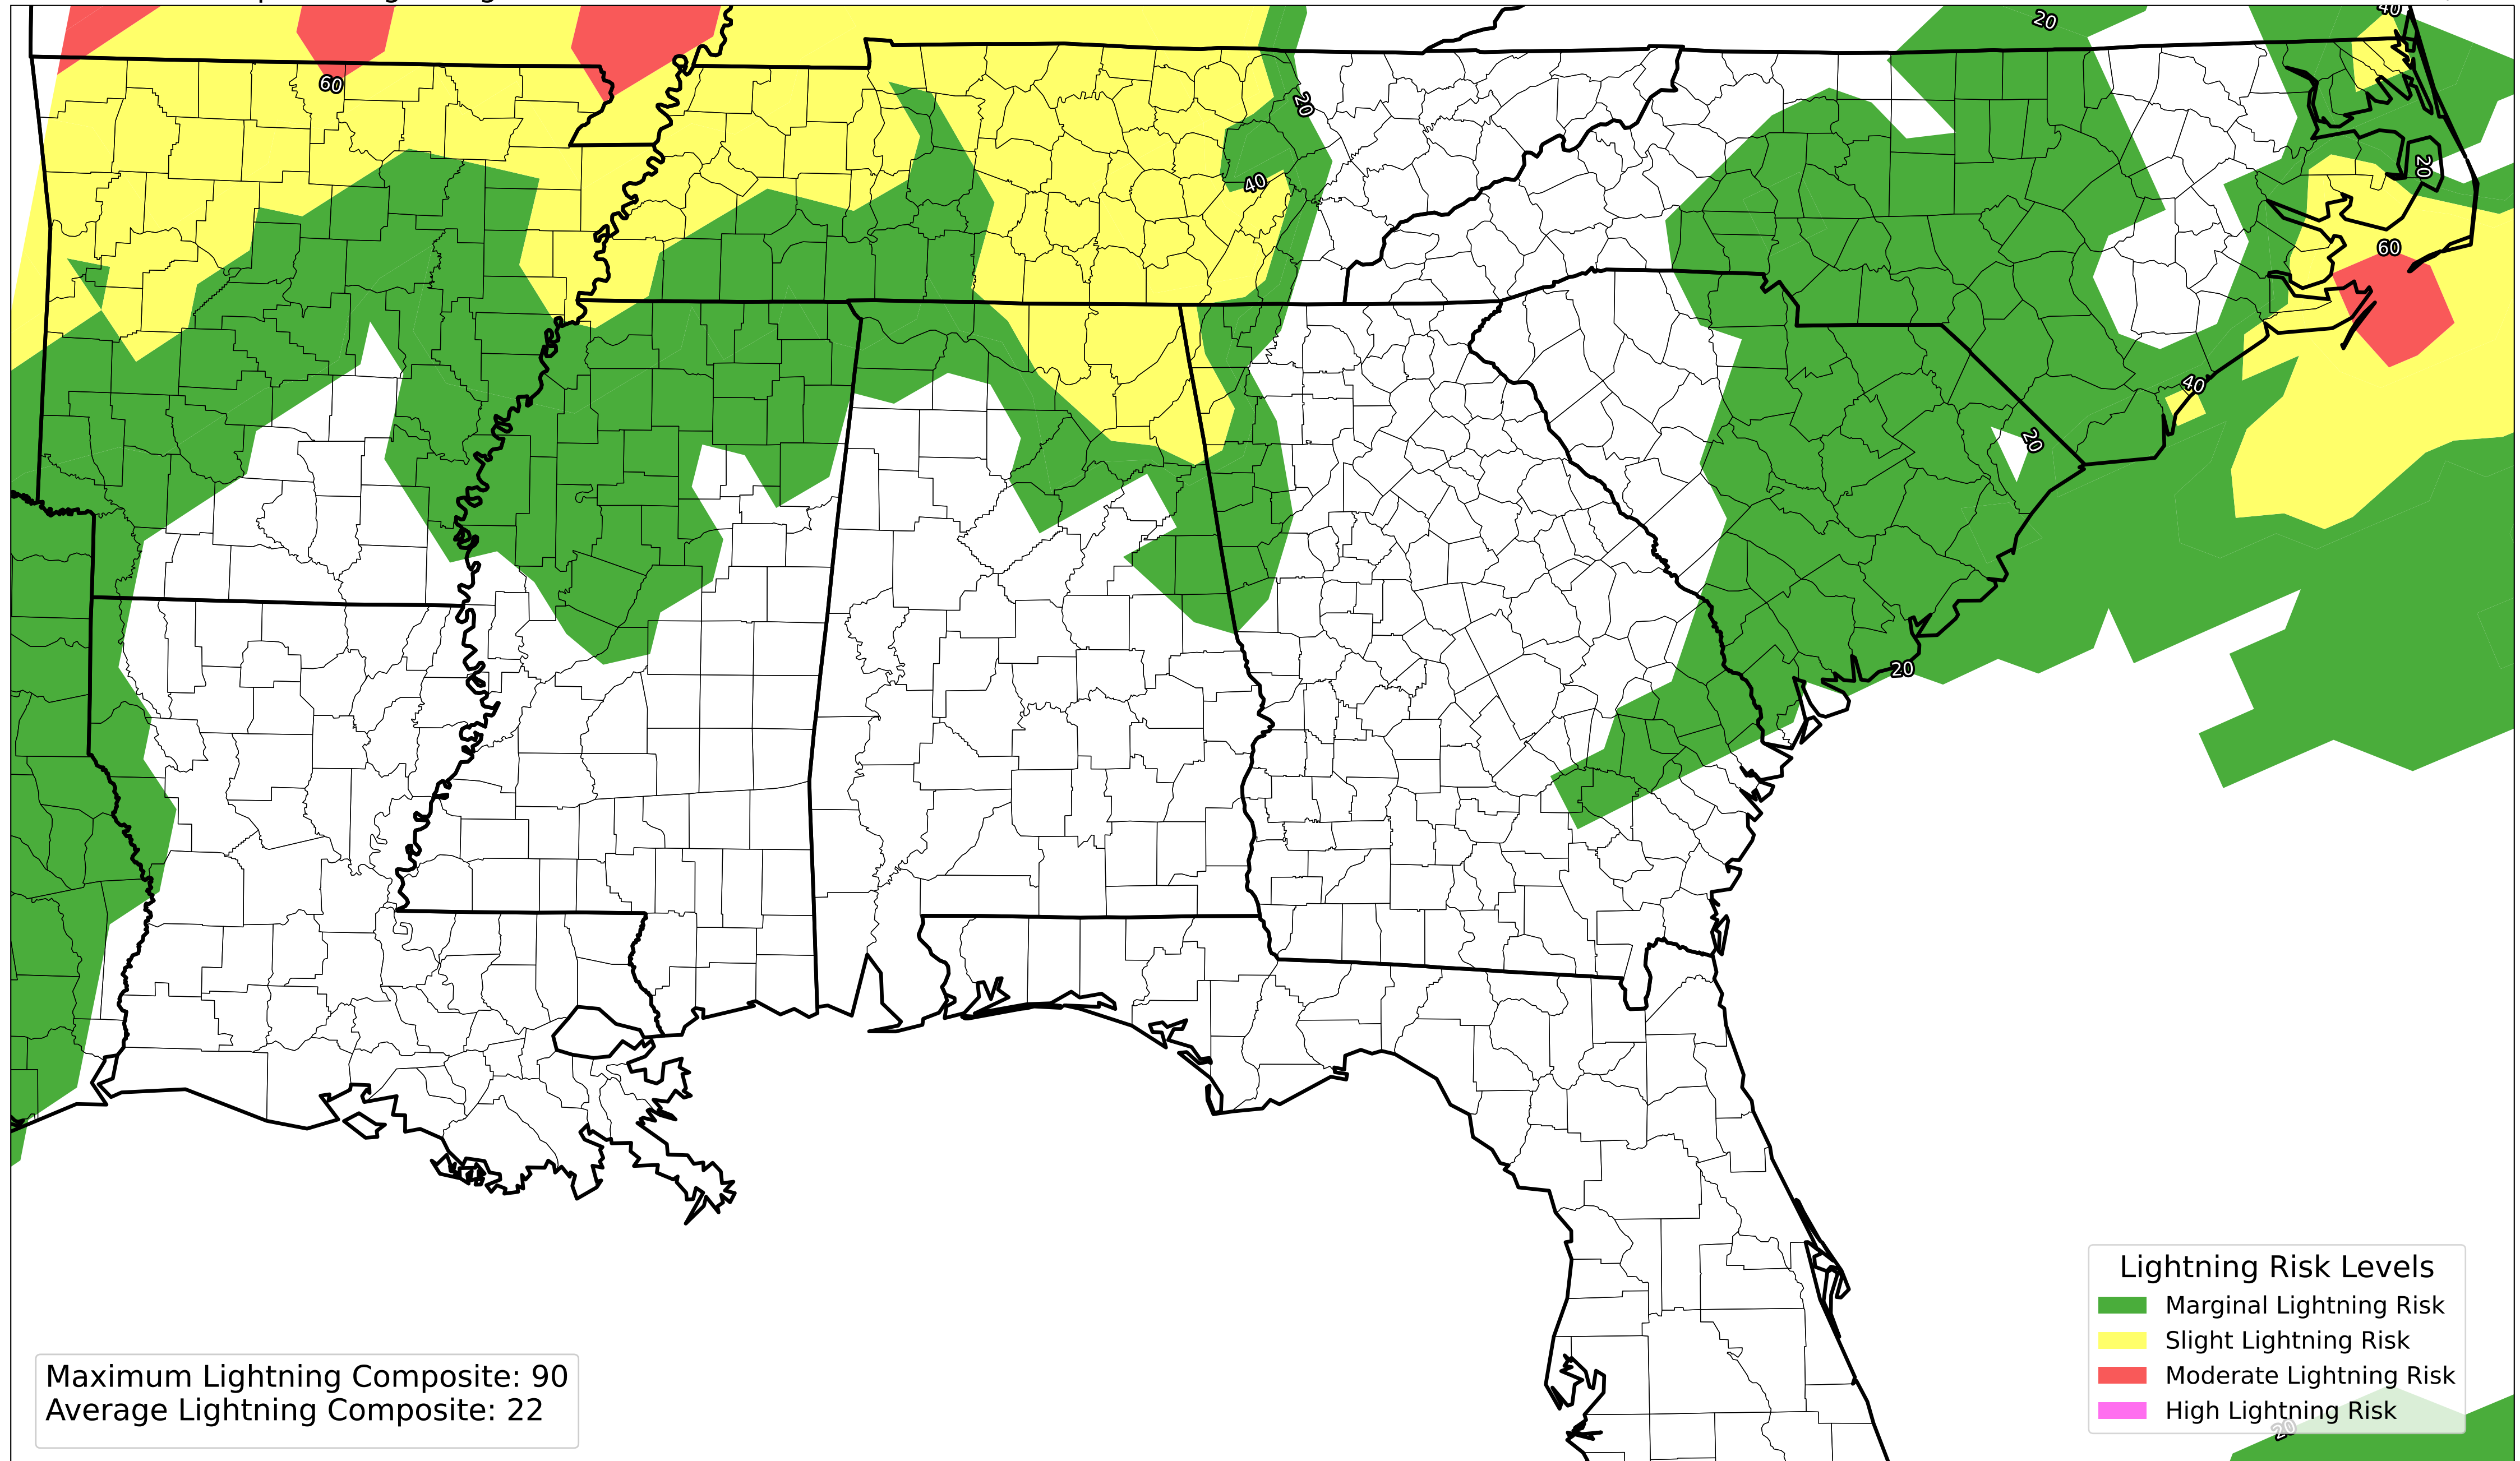 40
20
60
20
20
40
60
40
20
20
Lightning Risk Levels
Marginal Lightning Risk
Slight Lightning Risk
Moderate Lightning Risk
High Lightning Risk
20
Maximum Lightning Composite: 90
Average Lightning Composite: 22